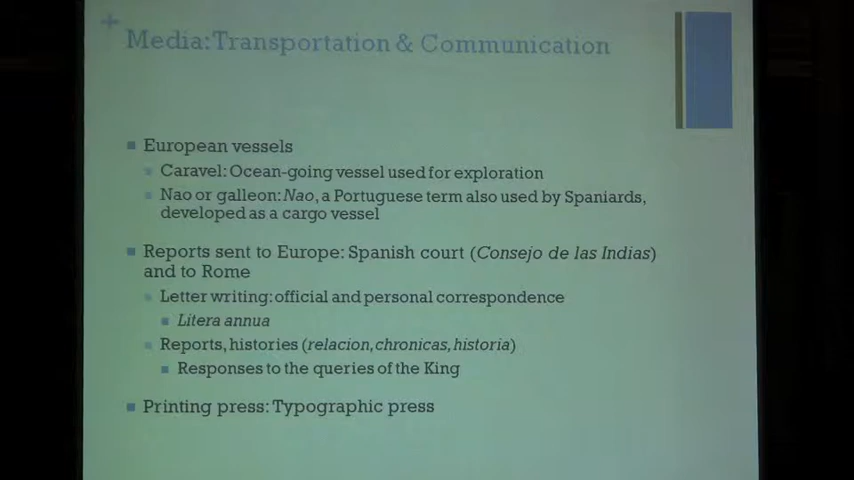 +
Media: Transportation & Communication
European vessels
Caravel: Ocean-going vessel used for exploration
Nao or galleon: Nao, a Portuguese term also used by Spaniards,
developed as a cargo vessel
Reports sent to Europe: Spanish court (Consejo de las Indias)
and to Rome
Letter writing: official and personal correspondence
Litera annua
Reports, histories (relacion, chronicas, historia)
Responses to the queries of the King
Printing press: Typographic press